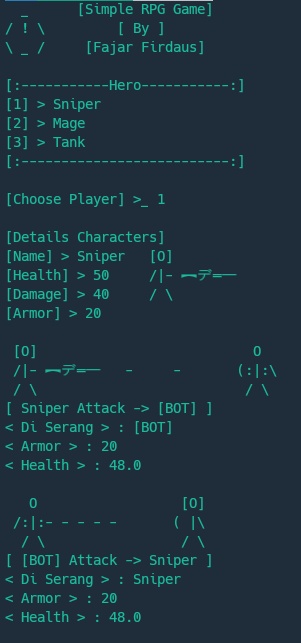 _      [Simple RPG Game]
/ ! \         [ By ]
\ _ /     [Fajar Firdaus]

[:-----------Hero-----------:]
[1] > Sniper
[2] > Mage
[3] > Tank
[:--------------------------:]

[Choose Player] >_ 1

[Details Characters]
[Name] > Sniper   [O]
[Health] > 50     /|- ︻デ═一
[Damage] > 40     / \
[Armor] > 20

 [O]                           O
 /|- ︻デ═一   -     -       (:|:\
 / \                          / \
[ Sniper Attack -> [BOT] ]
< Di Serang > : [BOT]
< Armor > : 20
< Health > : 48.0

   O                  [O]
 /:|:- - - - -       ( |\
  / \                 / \
[ [BOT] Attack -> Sniper ]
< Di Serang > : Sniper
< Armor > : 20
< Health > : 48.0